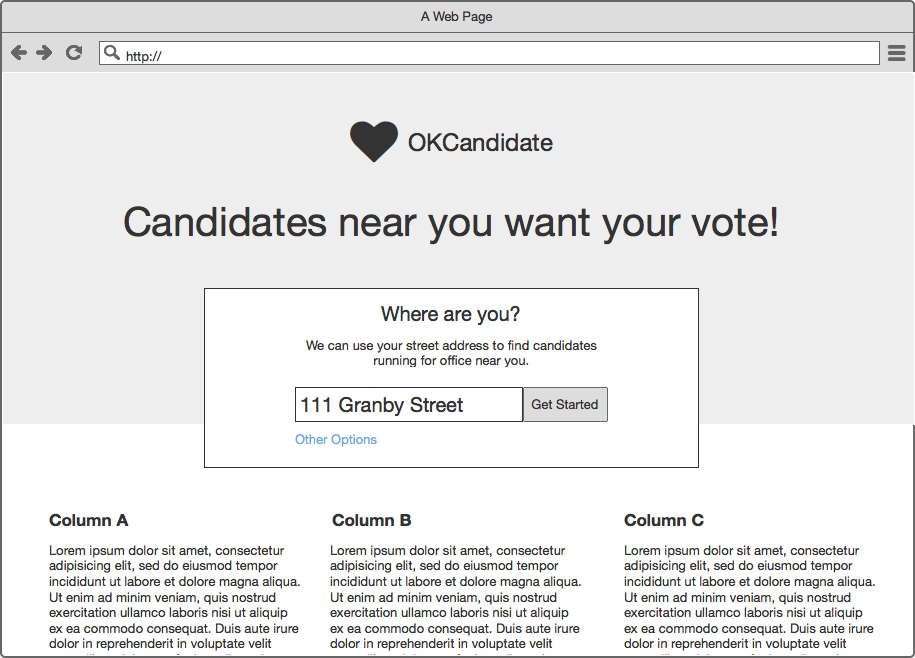 A Web Page
http://
OKCandidate
Candidates near you want your vote!
Where are you?
We can use your street address to find candidates
running for office near you.
111 Granby Street
Get Started
Other Options
Column A
Lorem ipsum dolor sit amet, consectetur
adipisicing elit, sed do eiusmod tempor
incididunt ut labore et dolore magna aliqua.
Ut enim ad minim veniam, quis nostrud
exercitation ullamco laboris nisi ut aliquip
ex ea commodo consequat. Duis aute irure
dolor in reprehenderit in voluptate velit
Column B
Lorem ipsum dolor sit amet, consectetur
adipisicing elit, sed do eiusmod tempor
incididunt ut labore et dolore magna aliqua.
Ut enim ad minim veniam, quis nostrud
exercitation ullamco laboris nisi ut aliquip
ex ea commodo consequat. Duis aute irure
dolor in reprehenderit in voluptate velit
Column C
Lorem ipsum dolor sit amet, consectetur
adipisicing elit, sed do eiusmod tempor
incididunt ut labore et dolore magna aliqua.
Ut enim ad minim veniam, quis nostrud
exercitation ullamco laboris nisi ut aliquip
ex ea commodo consequat. Duis aute irure
dolor in reprehenderit in voluptate velit